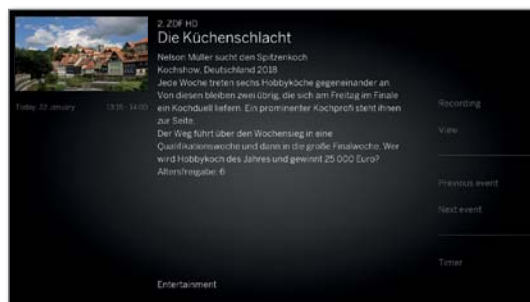 2. ZDF HD
Die Küchenschlacht
Nelson Müller sucht den Spitzenkoch
Kochshow, Deutschland 2018
Jede Woche treten sechs Hobbyköche gegeneinander an.
Von diesen bleiben zwei übrig, die sich am Freitag im Finale
ein Kochduell liefern. Ein prominenter Kochprofi steht ihnen
zur Seite.
Der Weg führt über den Wochensieg in eine
Qualifikationswoche und dann in die große Finalwoche. Wer
wird Hobbykoch des Jahres und gewinnt 25 000 Euro?
Altersfreigabe: 6
Today, 22. January 13:15 - 14:00
Recording
View
Previous event
Next event
Timer
Entertainment